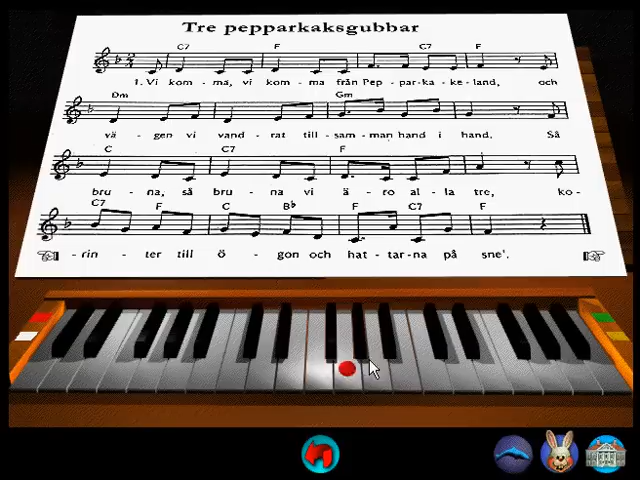 Tre pepparkaksgubbar
C7 F C7 F
1. Vi kom - ma, vi kom - ma från Pep - par-ka - ke-land, och
Dm Gm
vä - gen vi vand - rat till - sam - man hand i hand. Så
C C7 F
bru - na, så bru - na vi ä - ro al - la tre, ko-
C7 F C B♭ F C7 F
- rin - ter till ö - gon och hat - tar-na på sne'.